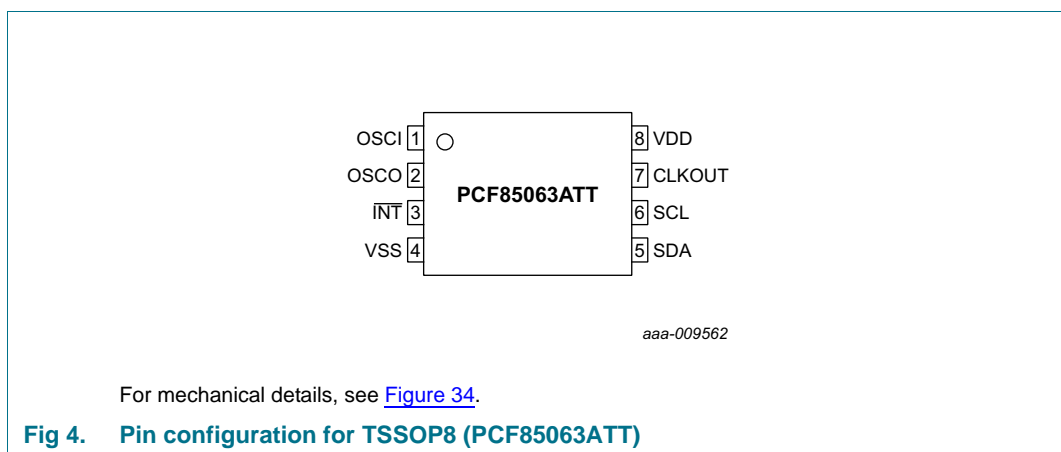 OSCI 1 8 VDD
OSCO 2 7 CLKOUT
PCF85063ATT
I̅N̅T̅ 3 6 SCL
VSS 4 5 SDA
aaa-009562
For mechanical details, see Figure 34.
Fig 4. Pin configuration for TSSOP8 (PCF85063ATT)